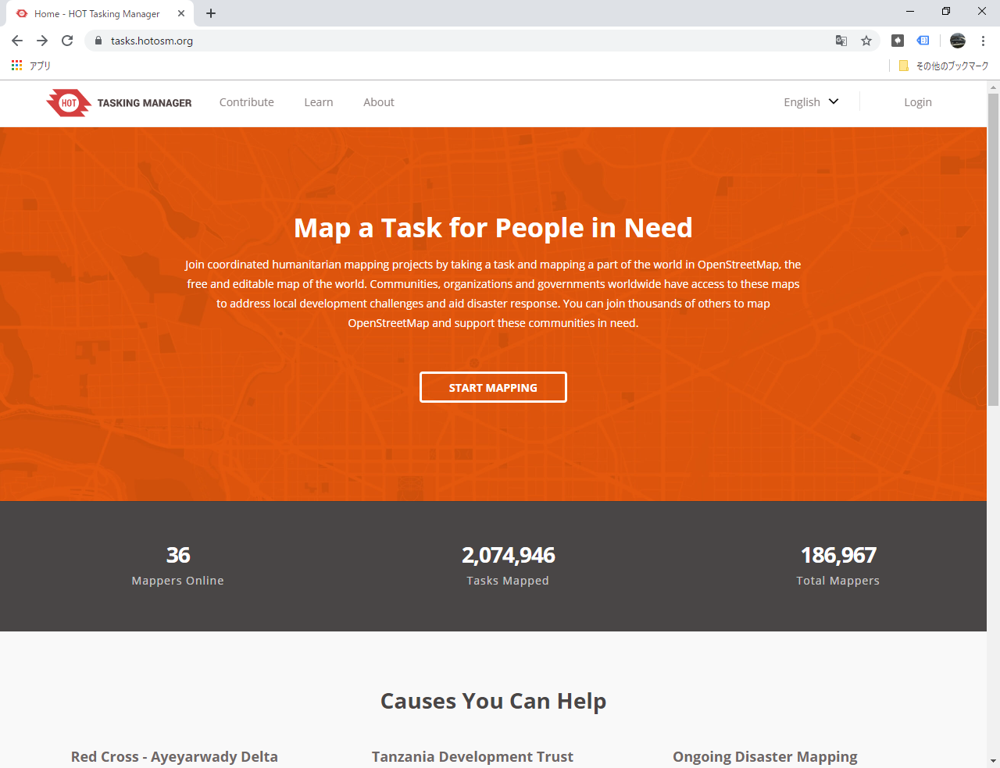 Home - HOT Tasking Manager
tasks.hotosm.org
アプリ
その他のブックマーク
HOT TASKING MANAGER
Contribute
Learn
About
English
Login
Map a Task for People in Need
Join coordinated humanitarian mapping projects by taking a task and mapping a part of the world in OpenStreetMap, the
free and editable map of the world. Communities, organizations and governments worldwide have access to these maps
to address local development challenges and aid disaster response. You can join thousands of others to map
OpenStreetMap and support these communities in need.
START MAPPING
36
Mappers Online
2,074,946
Tasks Mapped
186,967
Total Mappers
Causes You Can Help
Red Cross - Ayeyarwady Delta
Tanzania Development Trust
Ongoing Disaster Mapping